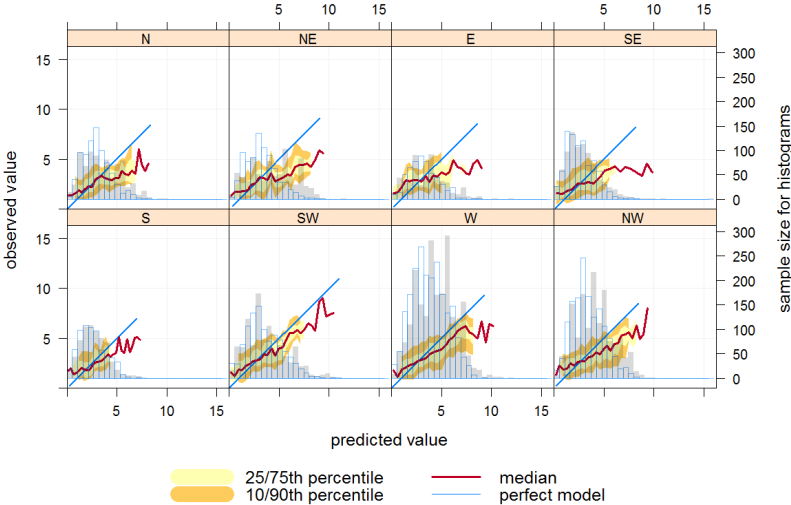 5 10 15 5 10 15
N NE E SE
15
10
5
300
250
200
150
100
50
0
S SW W NW
15
10
5
300
250
200
150
100
50
0
observed value
sample size for histograms
5 10 15 5 10 15
predicted value
25/75th percentile median
10/90th percentile perfect model